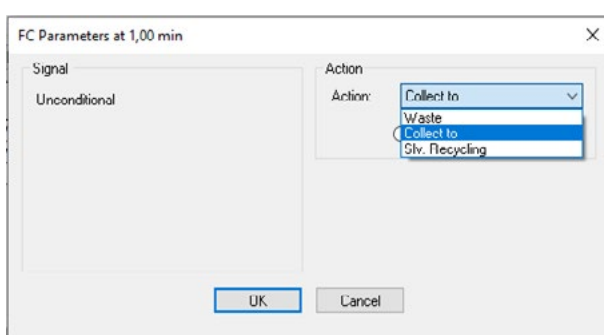 FC Parameters at 1,00 min
Signal
Unconditional
Action
Action:
Collect to
Waste
Collect to
Slv. Recycling
OK
Cancel